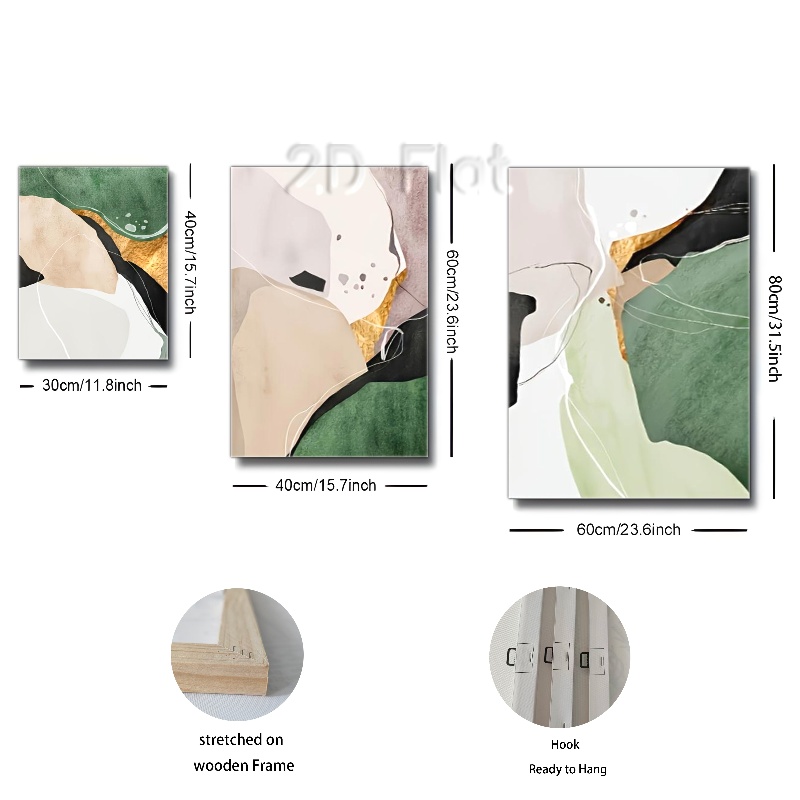 2D Flat
40cm/15.7inch
60cm/23.6inch
80cm/31.5inch
30cm/11.8inch
40cm/15.7inch
60cm/23.6inch
stretched on
wooden Frame
Hook
Ready to Hang